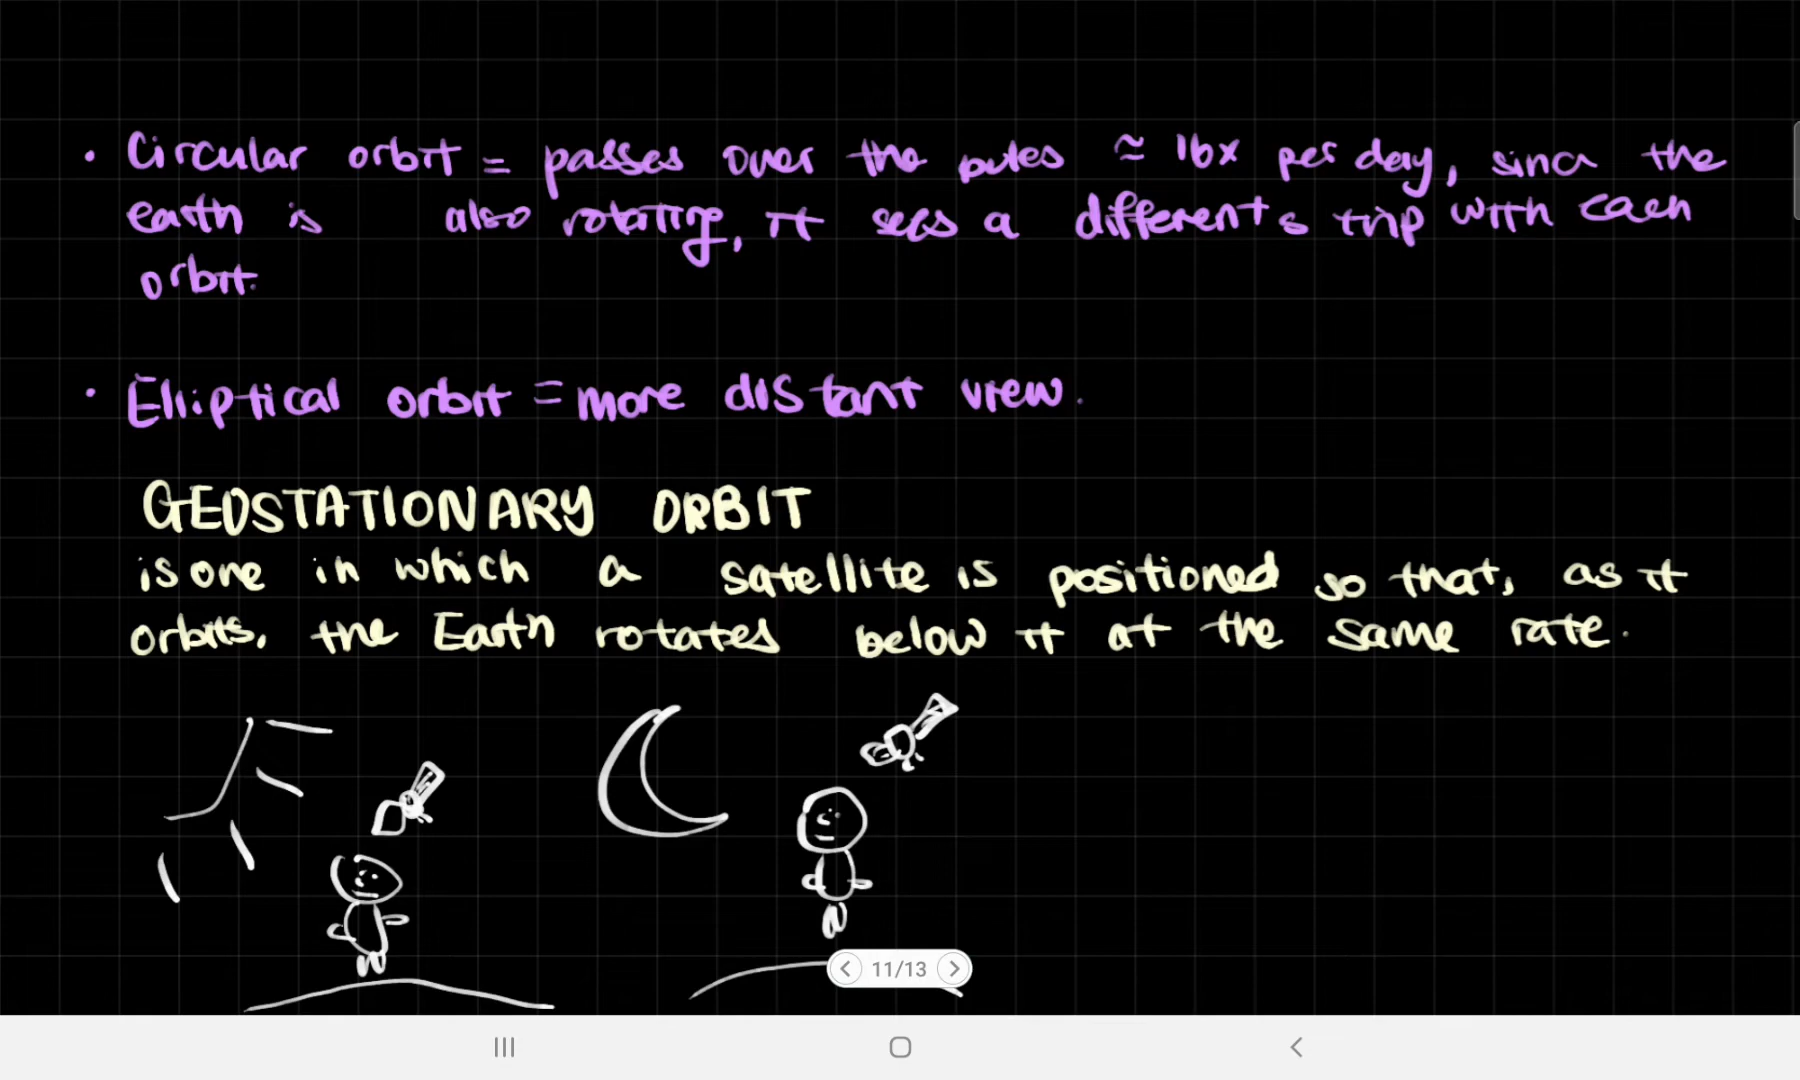 • Circular orbit = passes over the poles ≈ 16x per day, since the
earth is also rotating, it sees a different strip with each
orbit.
• Elliptical orbit = more distant view.
GEOSTATIONARY ORBIT
is one in which a satellite is positioned so that, as it
orbits, the Earth rotates below it at the same rate.
11/13